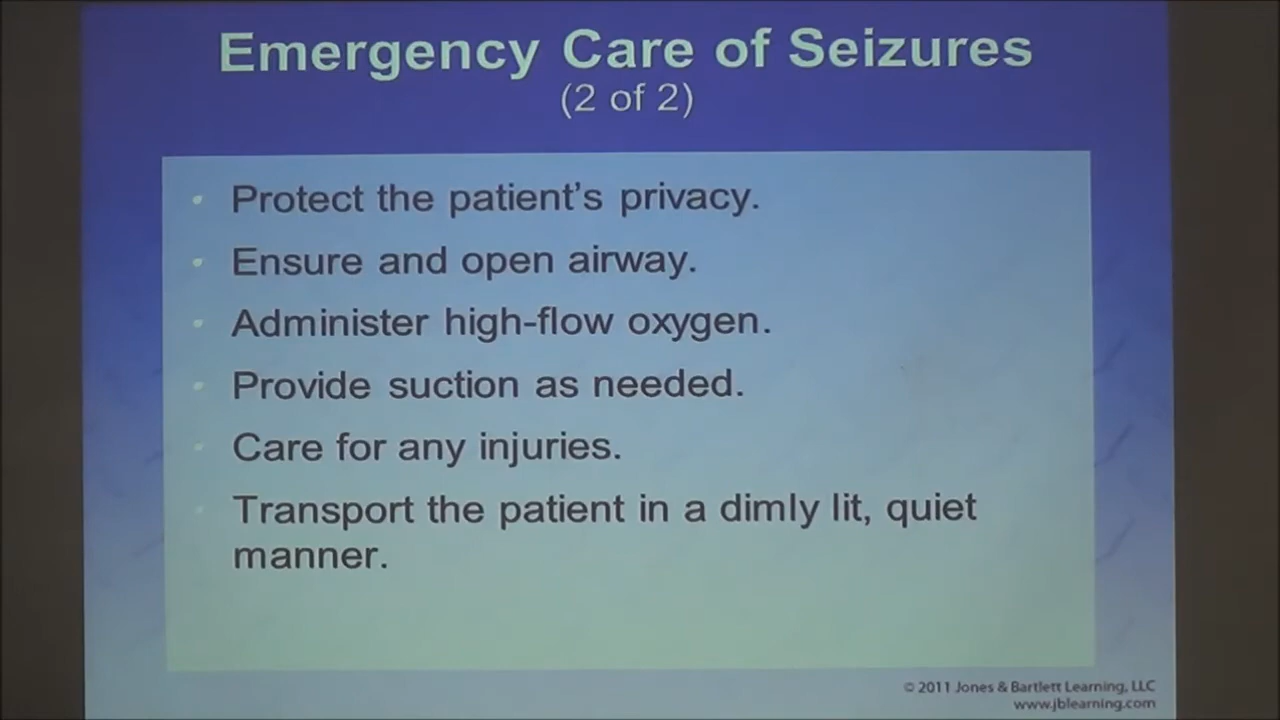 Emergency Care of Seizures
(2 of 2)
• Protect the patient's privacy.
• Ensure and open airway.
• Administer high-flow oxygen.
• Provide suction as needed.
• Care for any injuries.
• Transport the patient in a dimly lit, quiet
manner.
© 2011 Jones & Bartlett Learning, LLC
www.jblearning.com